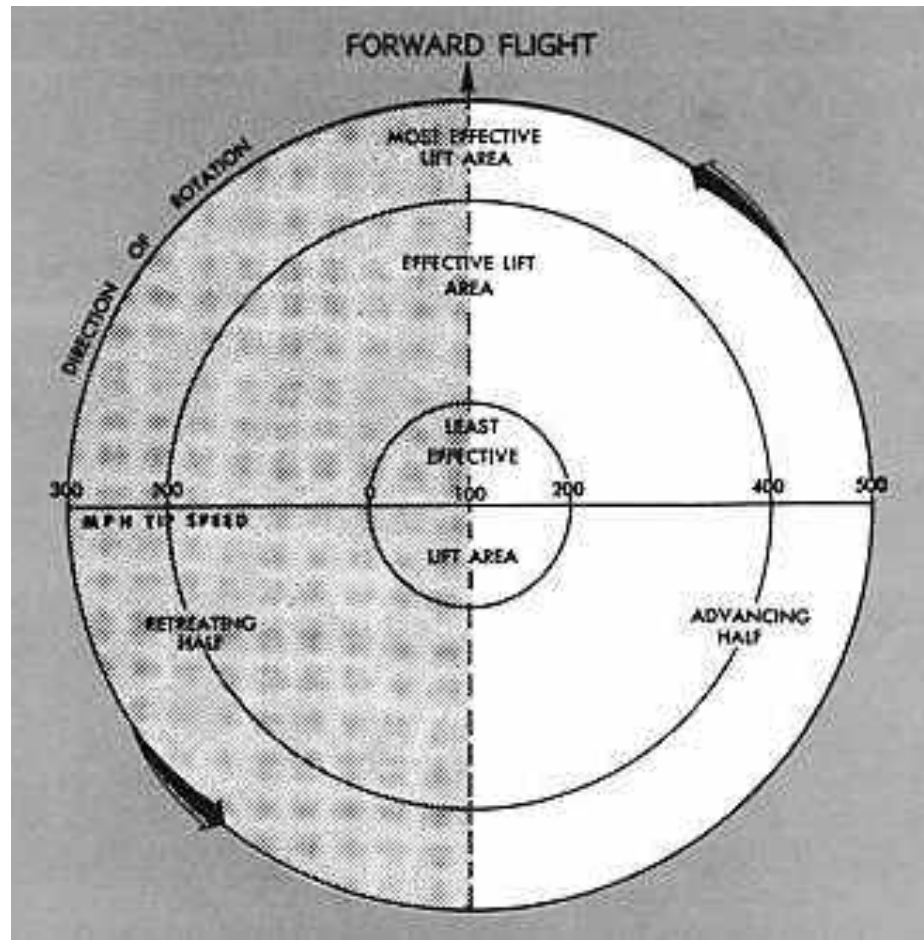 FORWARD FLIGHT
MOST EFFECTIVE
LIFT AREA
DIRECTION OF ROTATION
EFFECTIVE LIFT
AREA
LEAST
EFFECTIVE
300 200 0 100 200 400 500
MPH TIP SPEED
LIFT AREA
RETREATING
HALF
ADVANCING
HALF